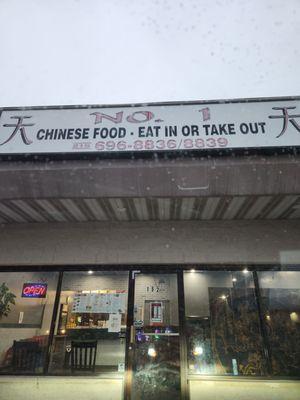 NO. 1
天 CHINESE FOOD · EAT IN OR TAKE OUT 天
696-8836/8839
OPEN